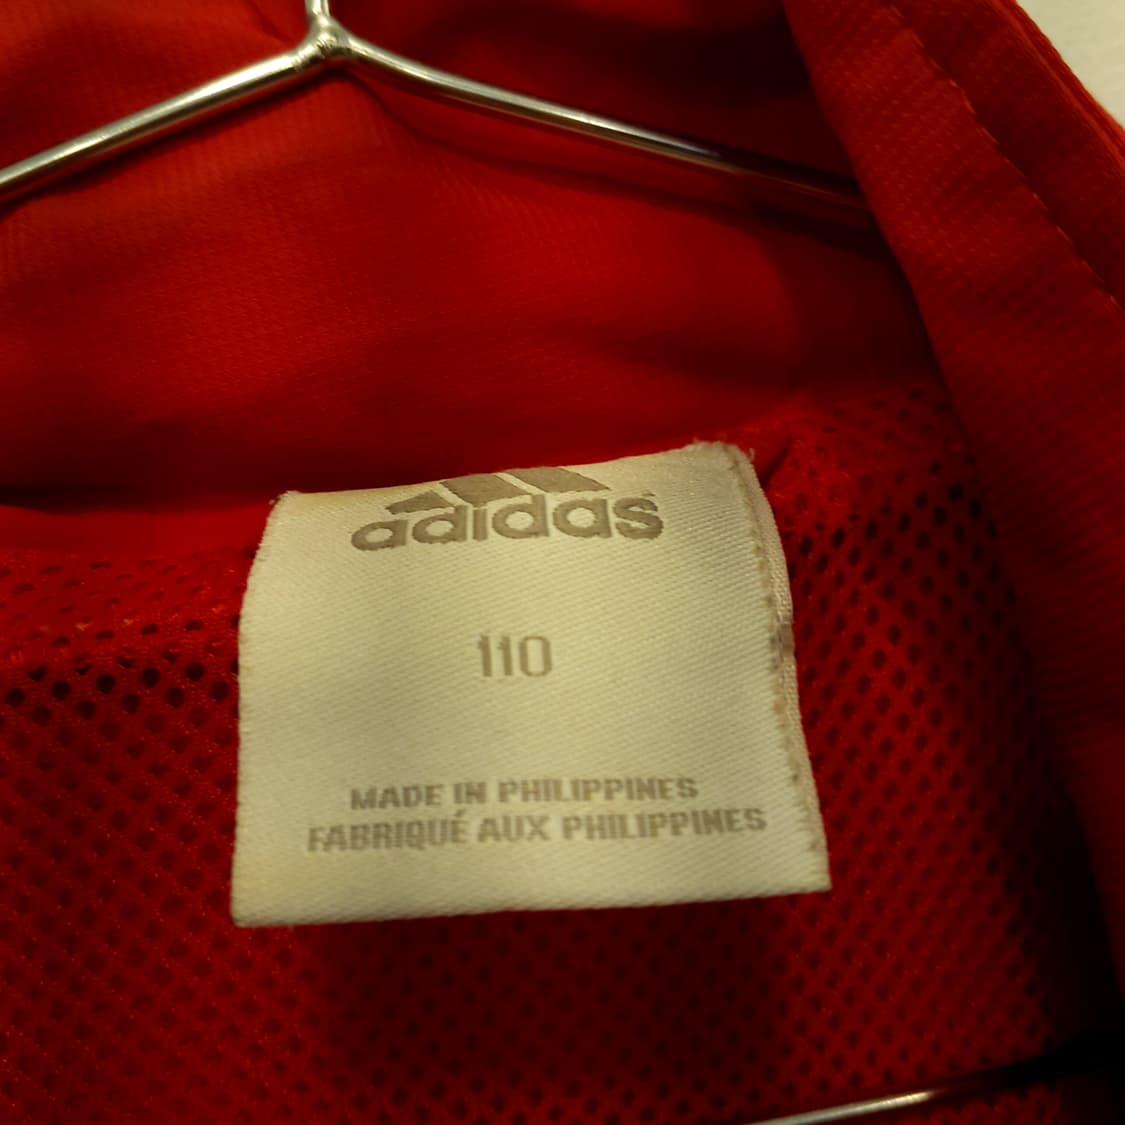 adidas
110
MADE IN PHILIPPINES
FABRIQUÉ AUX PHILIPPINES